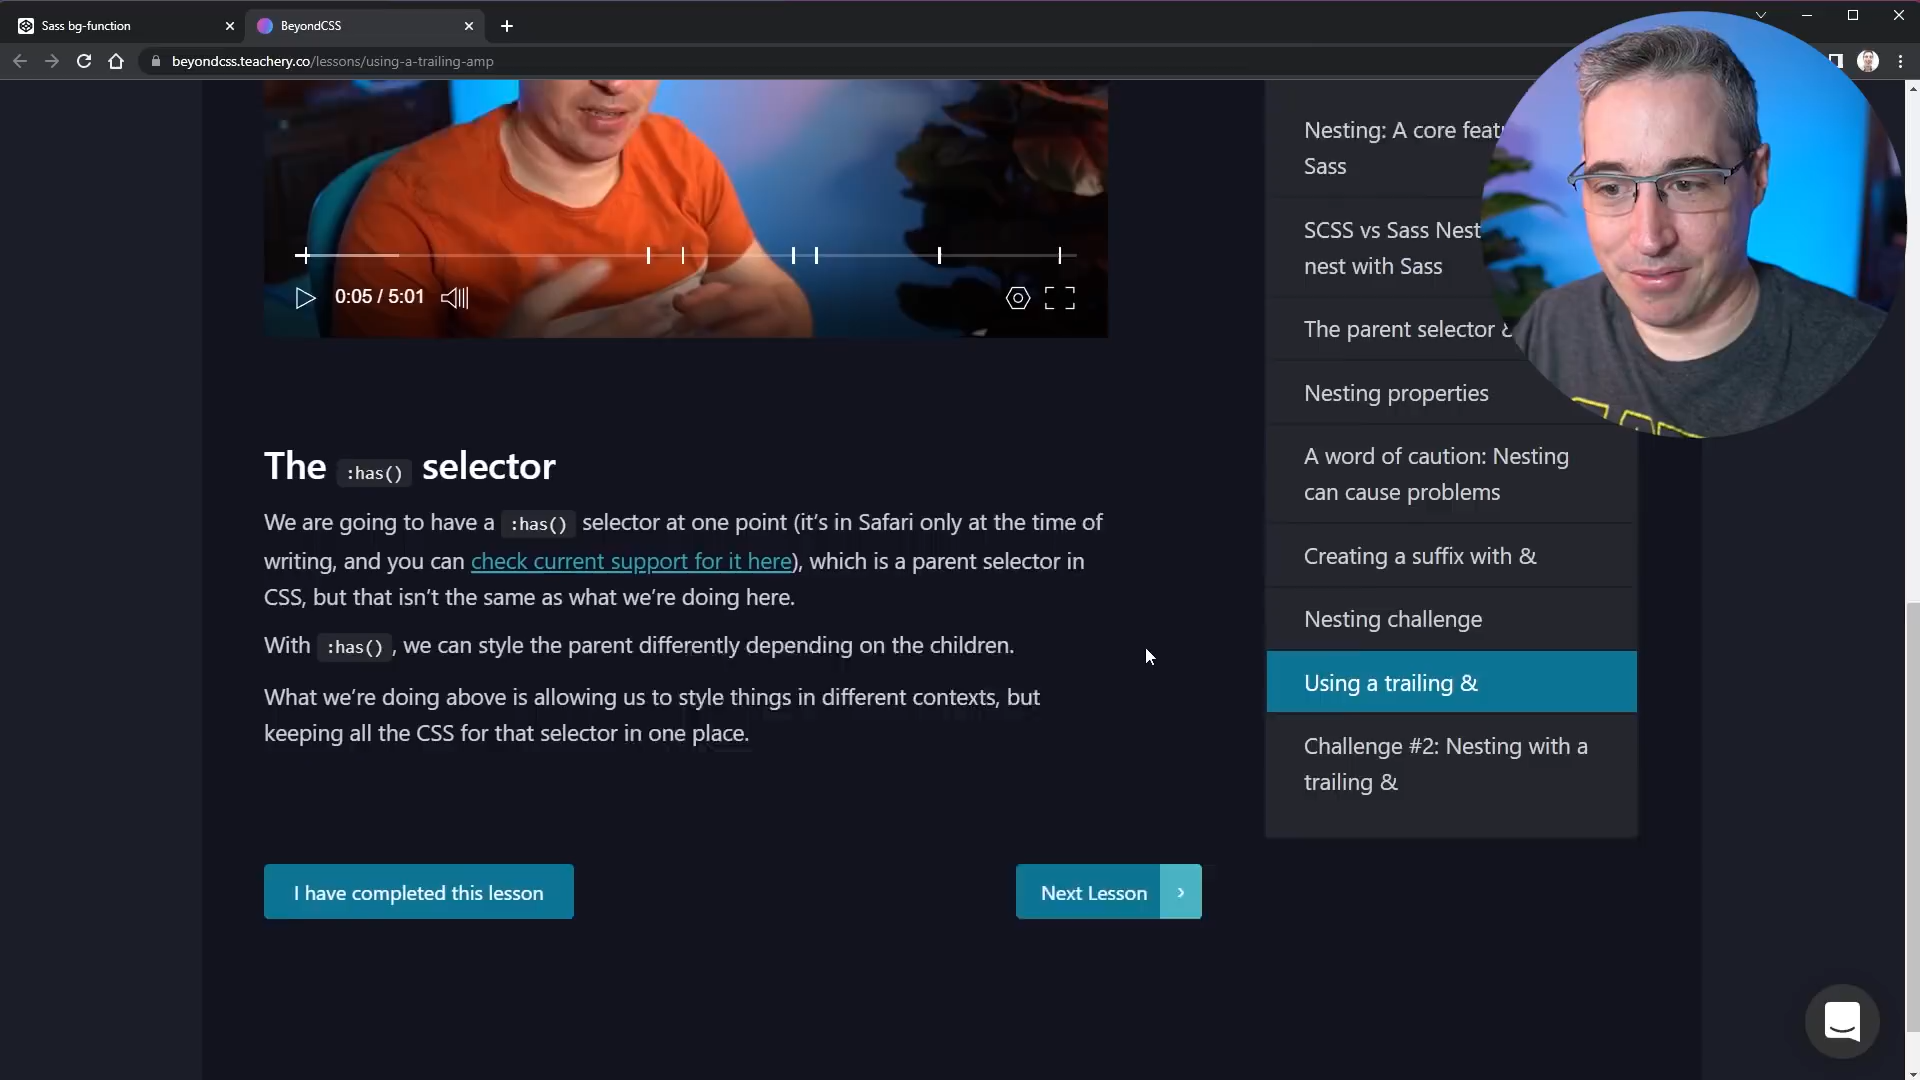 Sass bg-function
BeyondCSS
beyondcss.teachery.co/lessons/using-a-trailing-amp
0:05 / 5:01
The :has() selector
We are going to have a :has() selector at one point (it's in Safari only at the time of
writing, and you can check current support for it here), which is a parent selector in
CSS, but that isn't the same as what we're doing here.
With :has() , we can style the parent differently depending on the children.
What we're doing above is allowing us to style things in different contexts, but
keeping all the CSS for that selector in one place.
I have completed this lesson
Next Lesson
Nesting: A core
Sass
SCSS vs Sass
nest with Sass
The parent selector
Nesting properties
A word of caution: Nesting
can cause problems
Creating a suffix with &
Nesting challenge
Using a trailing &
Challenge #2: Nesting with a
trailing &